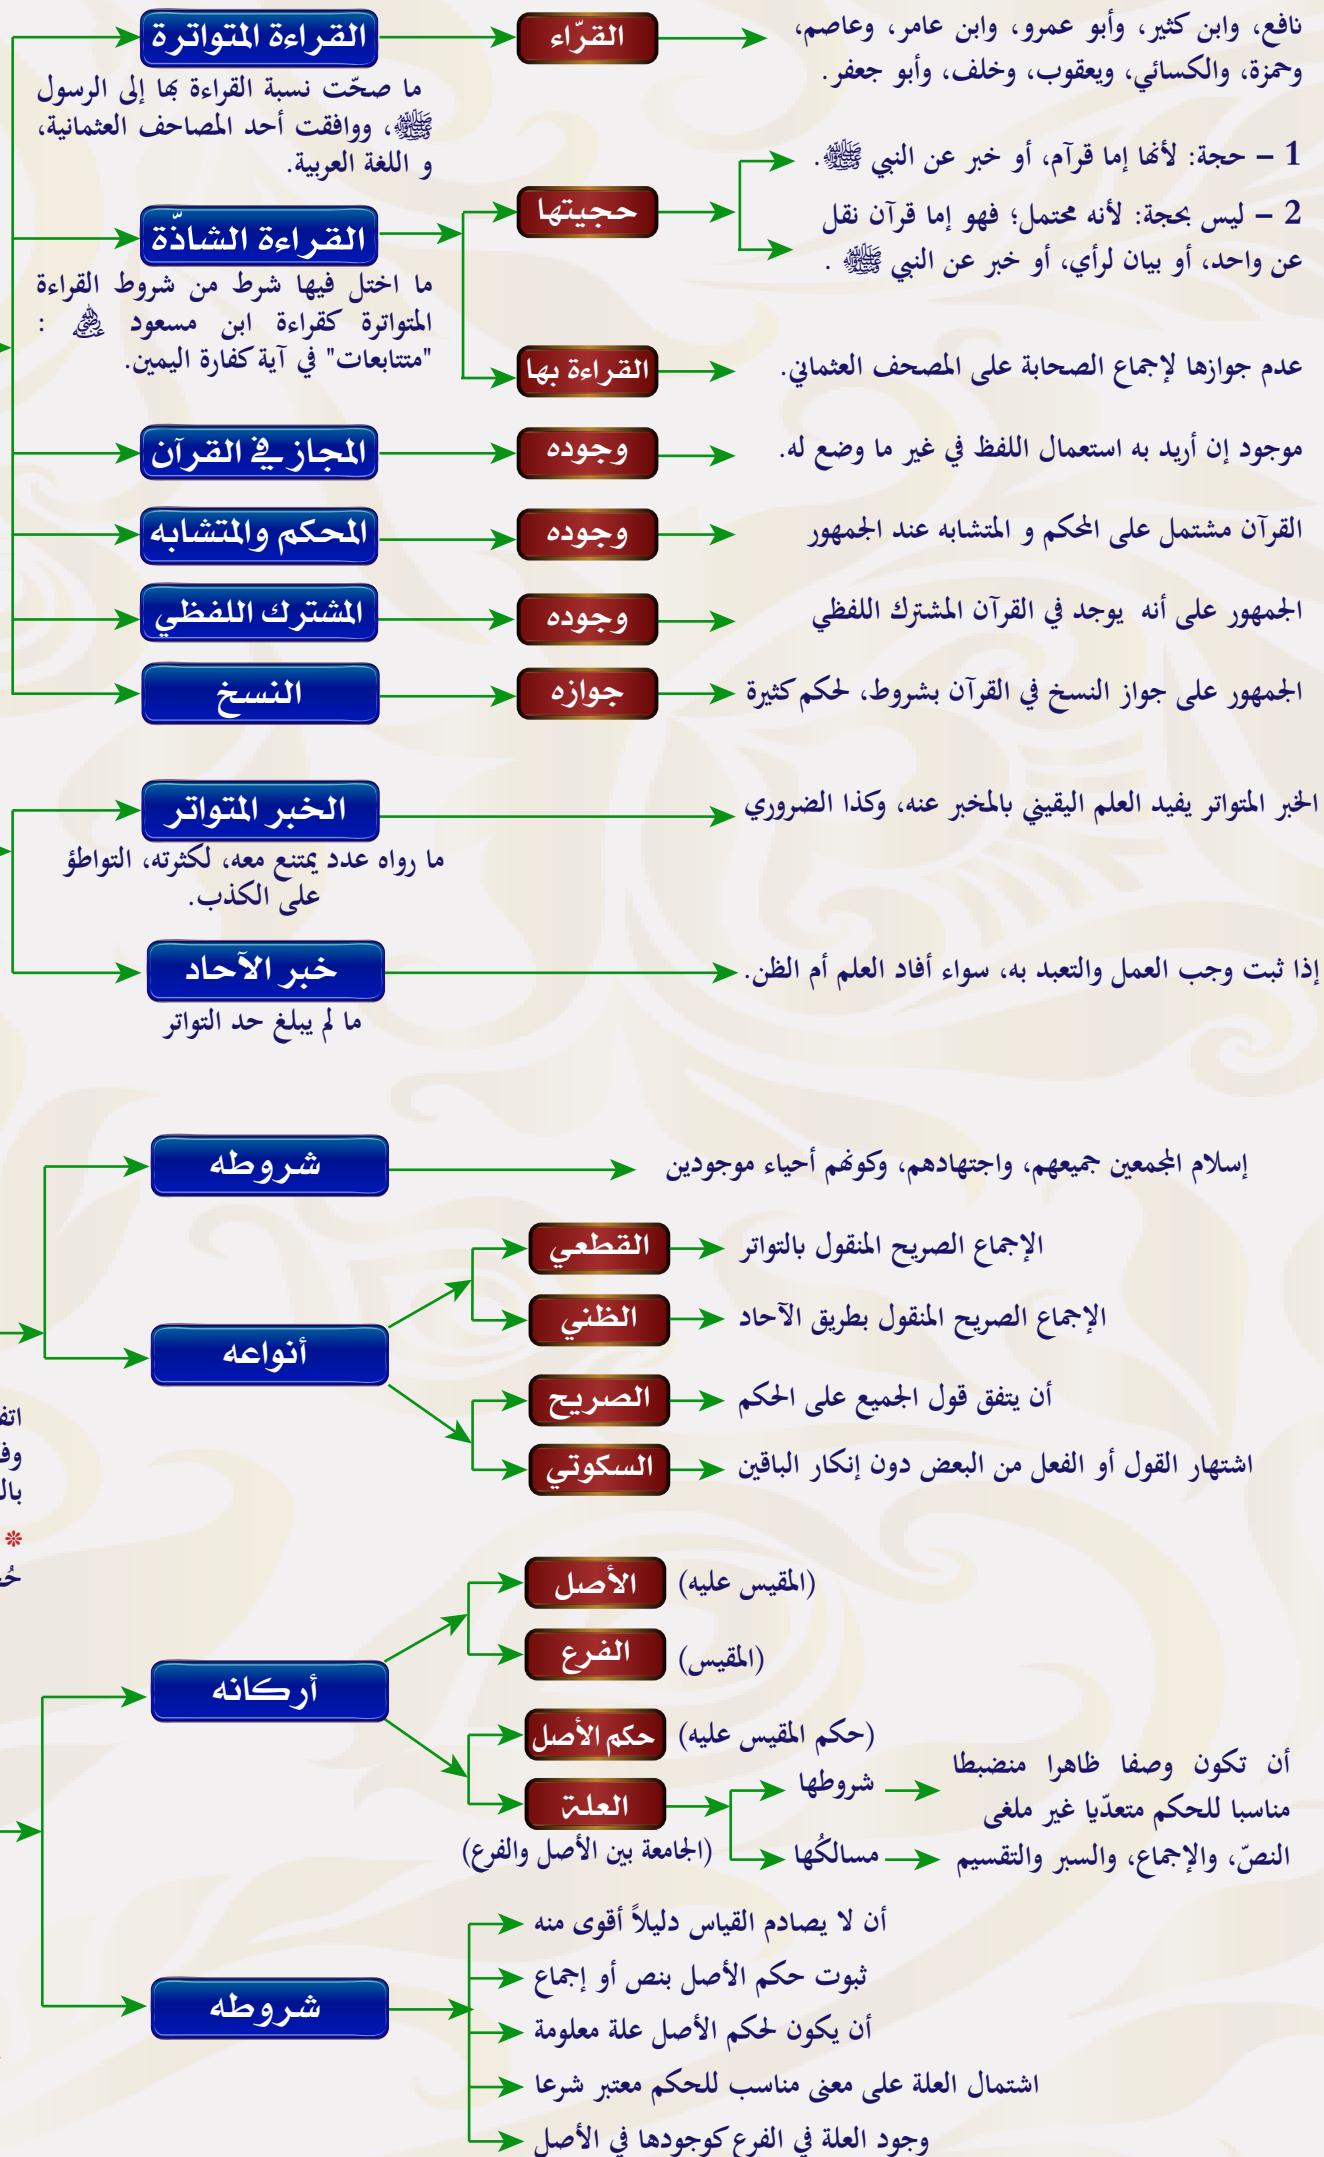 القراءة المتواترة
القرّاء
نافع، وابن كثير، وأبو عمرو، وابن عامر، وعاصم،
وحمزة، والكسائي، ويعقوب، وخلف، وأبو جعفر.
ما صحّت نسبة القراءة بها إلى الرسول
ﷺ، ووافقت أحد المصاحف العثمانية،
و اللغة العربية.
القراءة الشاذّة
حجيتها
1 – حجة: لأنها إما قرآم، أو خبر عن النبي ﷺ.
2 – ليس بحجة: لأنه محتمل؛ فهو إما قرآن نقل
عن واحد، أو بيان لرأي، أو خبر عن النبي ﷺ .
ما اختل فيها شرط من شروط القراءة
المتواترة كقراءة ابن مسعود رضي الله عنه :
"متتابعات" في آية كفارة اليمين.
القراءة بها
عدم جوازها لإجماع الصحابة على المصحف العثماني.
المجاز في القرآن
وجوده
موجود إن أريد به استعمال اللفظ في غير ما وضع له.
المحكم والمتشابه
وجوده
القرآن مشتمل على المحكم و المتشابه عند الجمهور
المشترك اللفظي
وجوده
الجمهور على أنه يوجد في القرآن المشترك اللفظي
النسخ
جوازه
الجمهور على جواز النسخ في القرآن بشروط، لحكم كثيرة
الخبر المتواتر
الخبر المتواتر يفيد العلم اليقيني بالمخبر عنه، وكذا الضروري
ما رواه عدد يمتنع معه، لكثرته، التواطؤ
على الكذب.
خبر الآحاد
إذا ثبت وجب العمل والتعبد به، سواء أفاد العلم أم الظن.
ما لم يبلغ حد التواتر
شروطه
إسلام المجمعين جميعهم، واجتهادهم، وكونهم أحياء موجودين
أنواعه
القطعي
الإجماع الصريح المنقول بالتواتر
الظني
الإجماع الصريح المنقول بطريق الآحاد
الصريح
أن يتفق قول الجميع على الحكم
السكوتي
اشتهار القول أو الفعل من البعض دون إنكار الباقين
أركانه
الأصل
(المقيس عليه)
الفرع
(المقيس)
حكم الأصل
(حكم المقيس عليه)
العلة
(الجامعة بين الأصل والفرع)
شروطها
أن تكون وصفا ظاهرا منضبطا
مناسبا للحكم متعدّيا غير ملغى
مسالكُها
النصّ، والإجماع، والسبر والتقسيم
شروطه
أن لا يصادم القياس دليلاً أقوى منه
ثبوت حكم الأصل بنص أو إجماع
أن يكون لحكم الأصل علة معلومة
اشتمال العلة على معنى مناسب للحكم معتبر شرعا
وجود العلة في الفرع كوجودها في الأصل